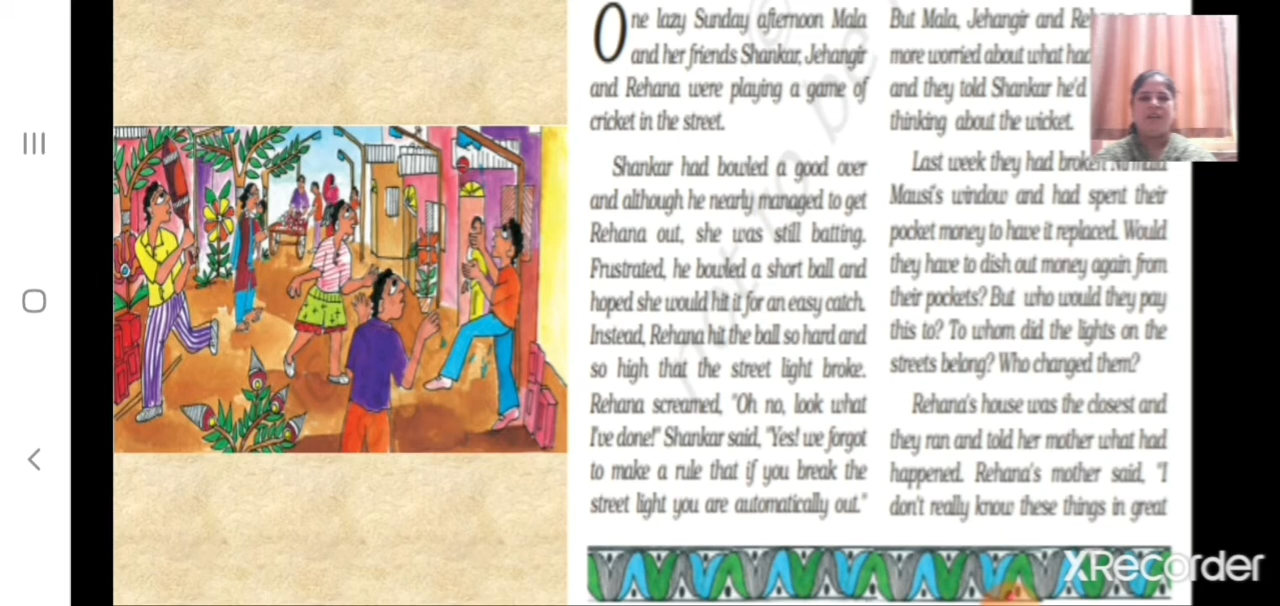 One lazy Sunday afternoon Mala
and her friends Shankar, Jehangir
and Rehana were playing a game of
cricket in the street.
Shankar had bowled a good over
and although he nearly managed to get
Rehana out, she was still batting.
Frustrated, he bowled a short ball and
hoped she would hit it for an easy catch.
Instead, Rehana hit the ball so hard and
so high that the street light broke.
Rehana screamed, "Oh no, look what
I've done!" Shankar said, "Yes! we forgot
to make a rule that if you break the
street light you are automatically out."
But Mala, Jehangir and
more worried about what had
and they told Shankar he'd
thinking about the wicket.
Last week they had broken
Mausi's window and had spent their
pocket money to have it replaced. Would
they have to dish out money again from
their pockets? But who would they pay
this to? To whom did the lights on the
streets belong? Who changed them?
Rehana's house was the closest and
they ran and told her mother what had
happened. Rehana's mother said, "I
don't really know these things in great
XRecorder